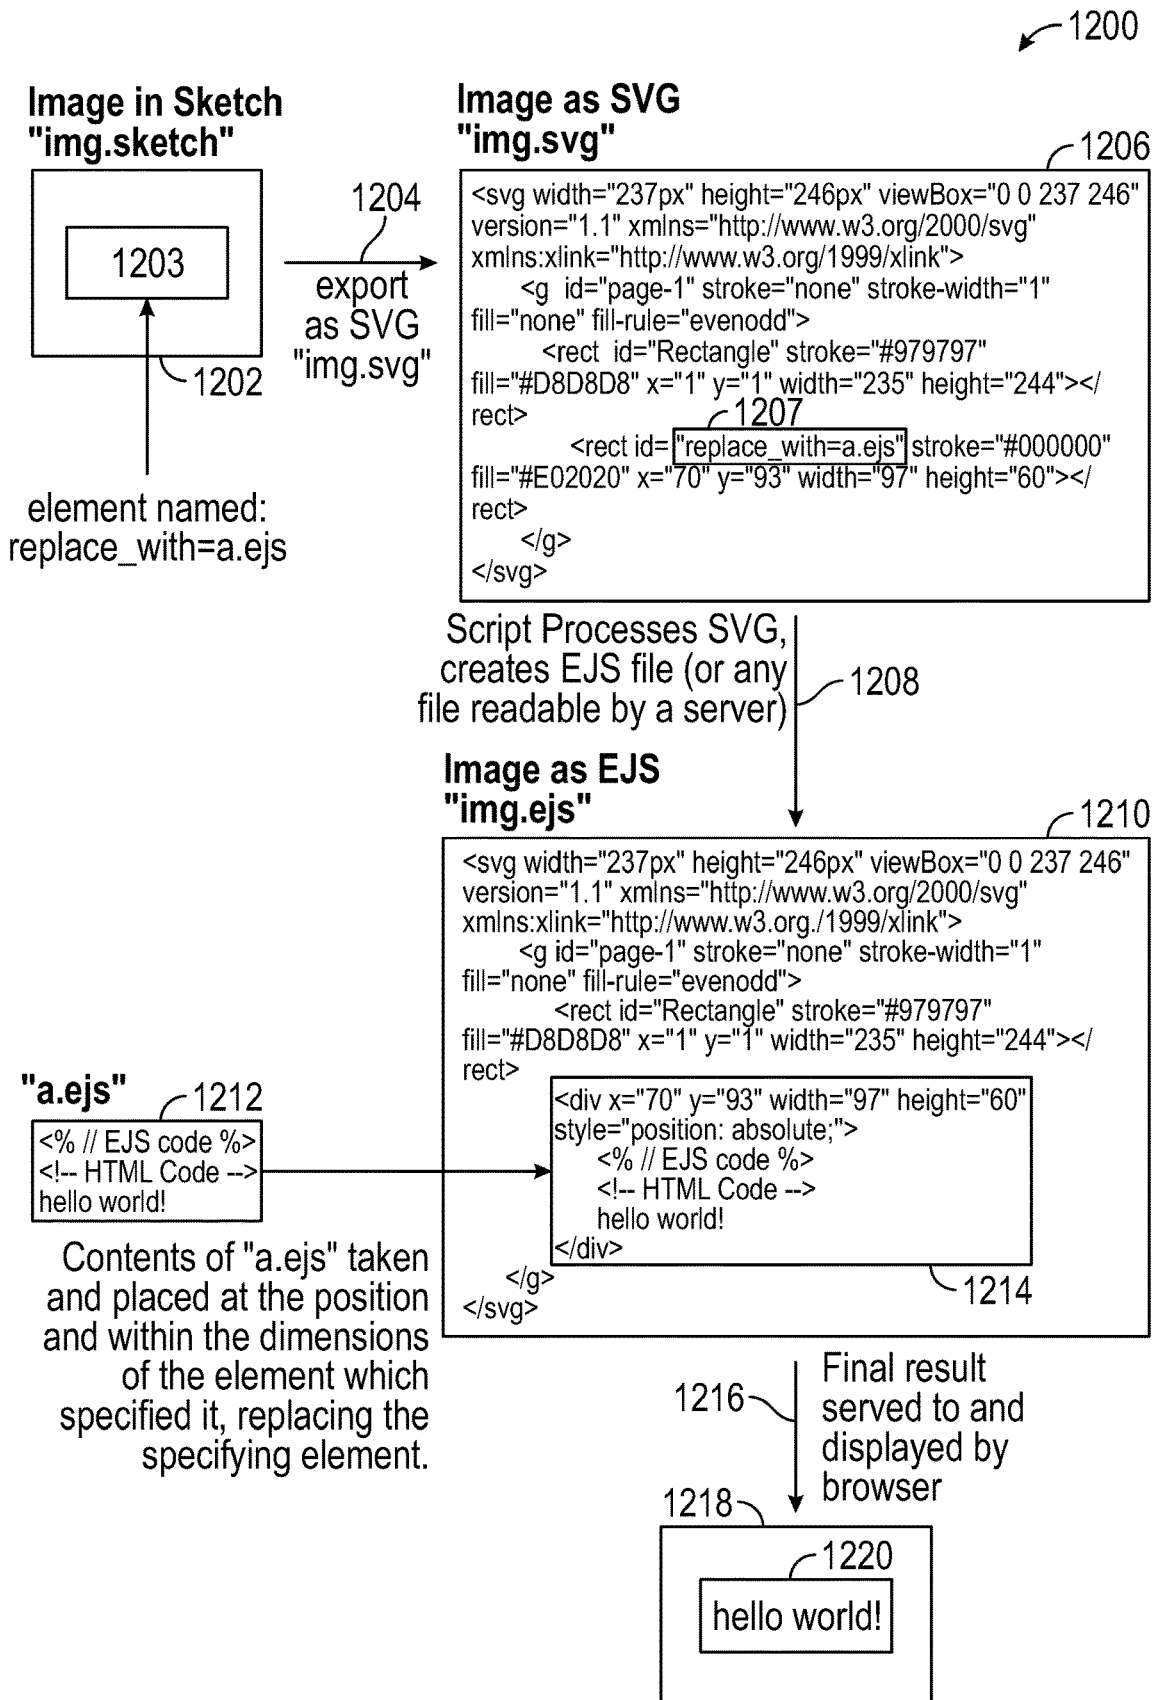 1200
Image in Sketch
"img.sketch"
1203
1202
element named:
replace_with=a.ejs
1204
export
as SVG
"img.svg"
Image as SVG
"img.svg"
1206
<svg width="237px" height="246px" viewBox="0 0 237 246"
version="1.1" xmlns="http://www.w3.org/2000/svg"
xmlns:xlink="http://www.w3.org/1999/xlink">
<g id="page-1" stroke="none" stroke-width="1"
fill="none" fill-rule="evenodd">
<rect id="Rectangle" stroke="#979797"
fill="#D8D8D8" x="1" y="1" width="235" height="244"></
rect>
1207
<rect id="replace_with=a.ejs" stroke="#000000"
fill="#E02020" x="70" y="93" width="97" height="60"></
rect>
</g>
</svg>
Script Processes SVG,
creates EJS file (or any
file readable by a server)
1208
Image as EJS
"img.ejs"
1210
<svg width="237px" height="246px" viewBox="0 0 237 246"
version="1.1" xmlns="http://www.w3.org/2000/svg"
xmlns:xlink="http://www.w3.org./1999/xlink">
<g id="page-1" stroke="none" stroke-width="1"
fill="none" fill-rule="evenodd">
<rect id="Rectangle" stroke="#979797"
fill="#D8D8D8" x="1" y="1" width="235" height="244"></
rect>
<div x="70" y="93" width="97" height="60"
style="position: absolute;">
<% // EJS code %>
<!-- HTML Code -->
hello world!
</div>
1214
</g>
</svg>
"a.ejs"
1212
<% // EJS code %>
<!-- HTML Code -->
hello world!
Contents of "a.ejs" taken
and placed at the position
and within the dimensions
of the element which
specified it, replacing the
specifying element.
1216
Final result
served to and
displayed by
browser
1218
1220
hello world!